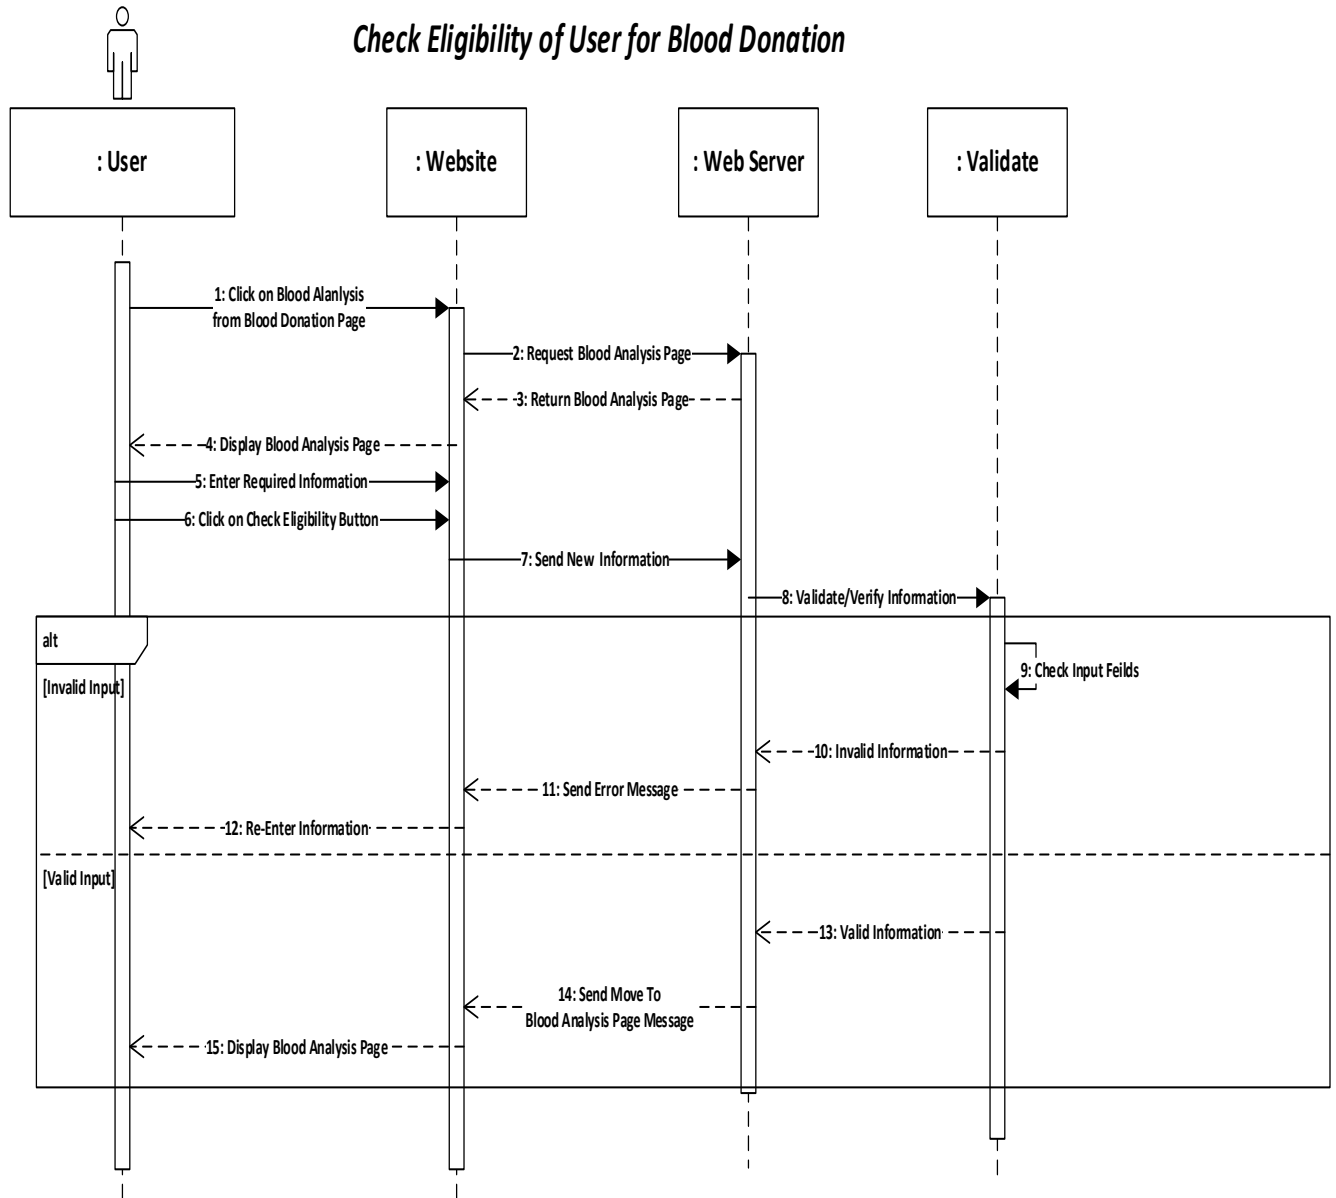 Check Eligibility of User for Blood Donation
: User
: Website
: Web Server
: Validate
1: Click on Blood Alanlysis
from Blood Donation Page
2: Request Blood Analysis Page
3: Return Blood Analysis Page
4: Display Blood Analysis Page
5: Enter Required Information
6: Click on Check Eligibility Button
7: Send New Information
8: Validate/Verify Information
alt
9: Check Input Feilds
[Invalid Input]
10: Invalid Information
11: Send Error Message
12: Re-Enter Information
[Valid Input]
13: Valid Information
14: Send Move To
Blood Analysis Page Message
15: Display Blood Analysis Page